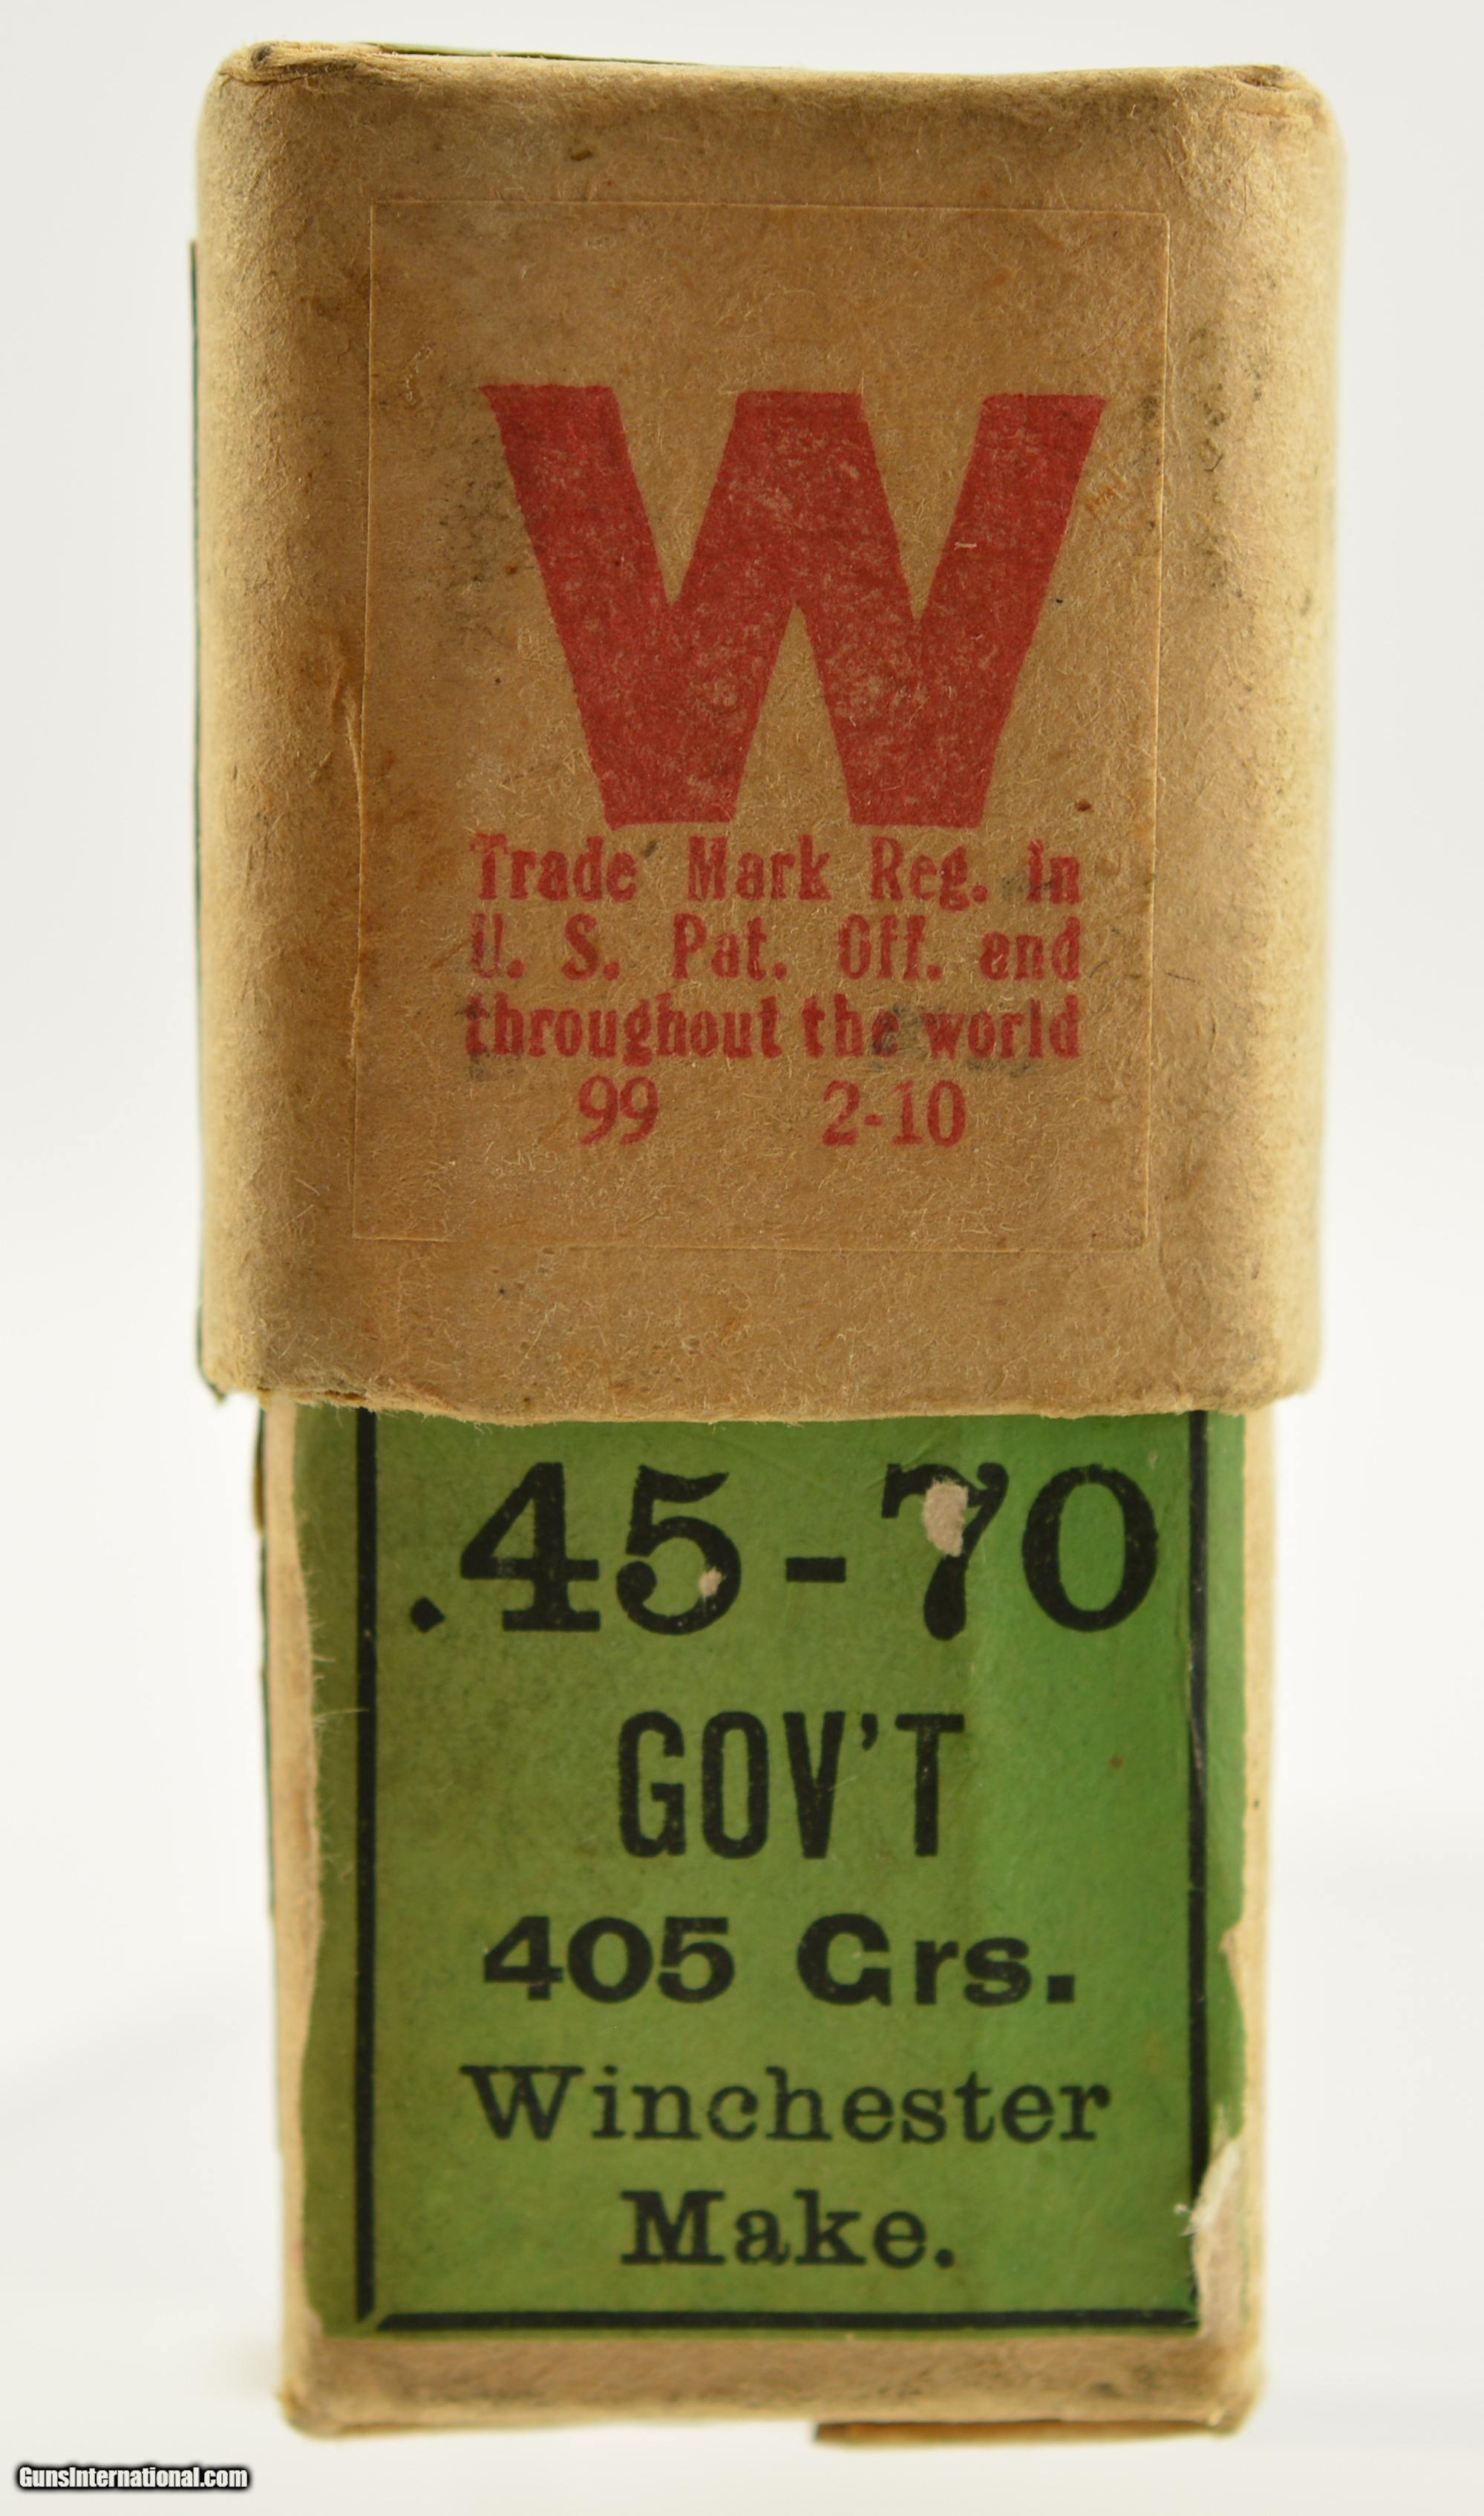 W
Trade Mark Reg. in
U. S. Pat. Off. and
throughout the world
99 2-10
.45-70
GOV'T
405 Grs.
Winchester
Make.
GunsInternational.com